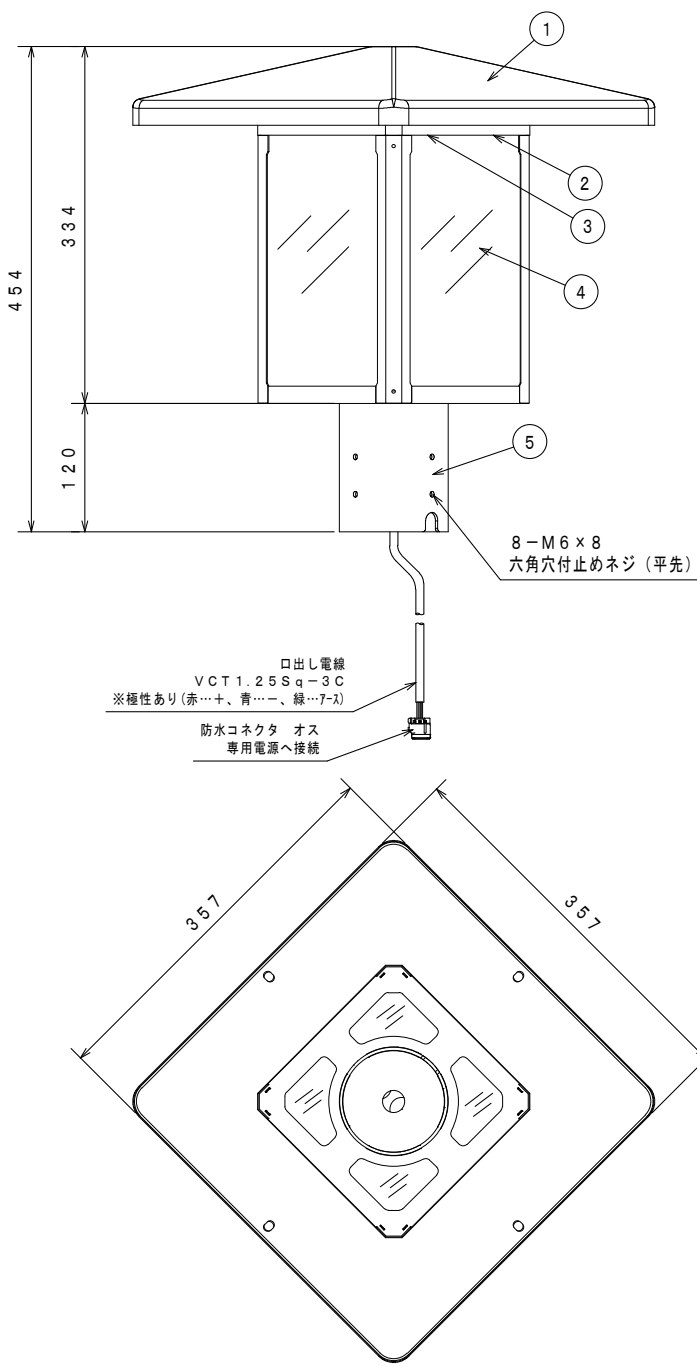 1
2
3
4
5
454
334
120
8-M6×8
六角穴付止めネジ(平先)
口出し電線
VCT1.25Sq-3C
※極性あり(赤…+、青…-、緑…アース)
防水コネクタ オス
専用電源へ接続
357
357